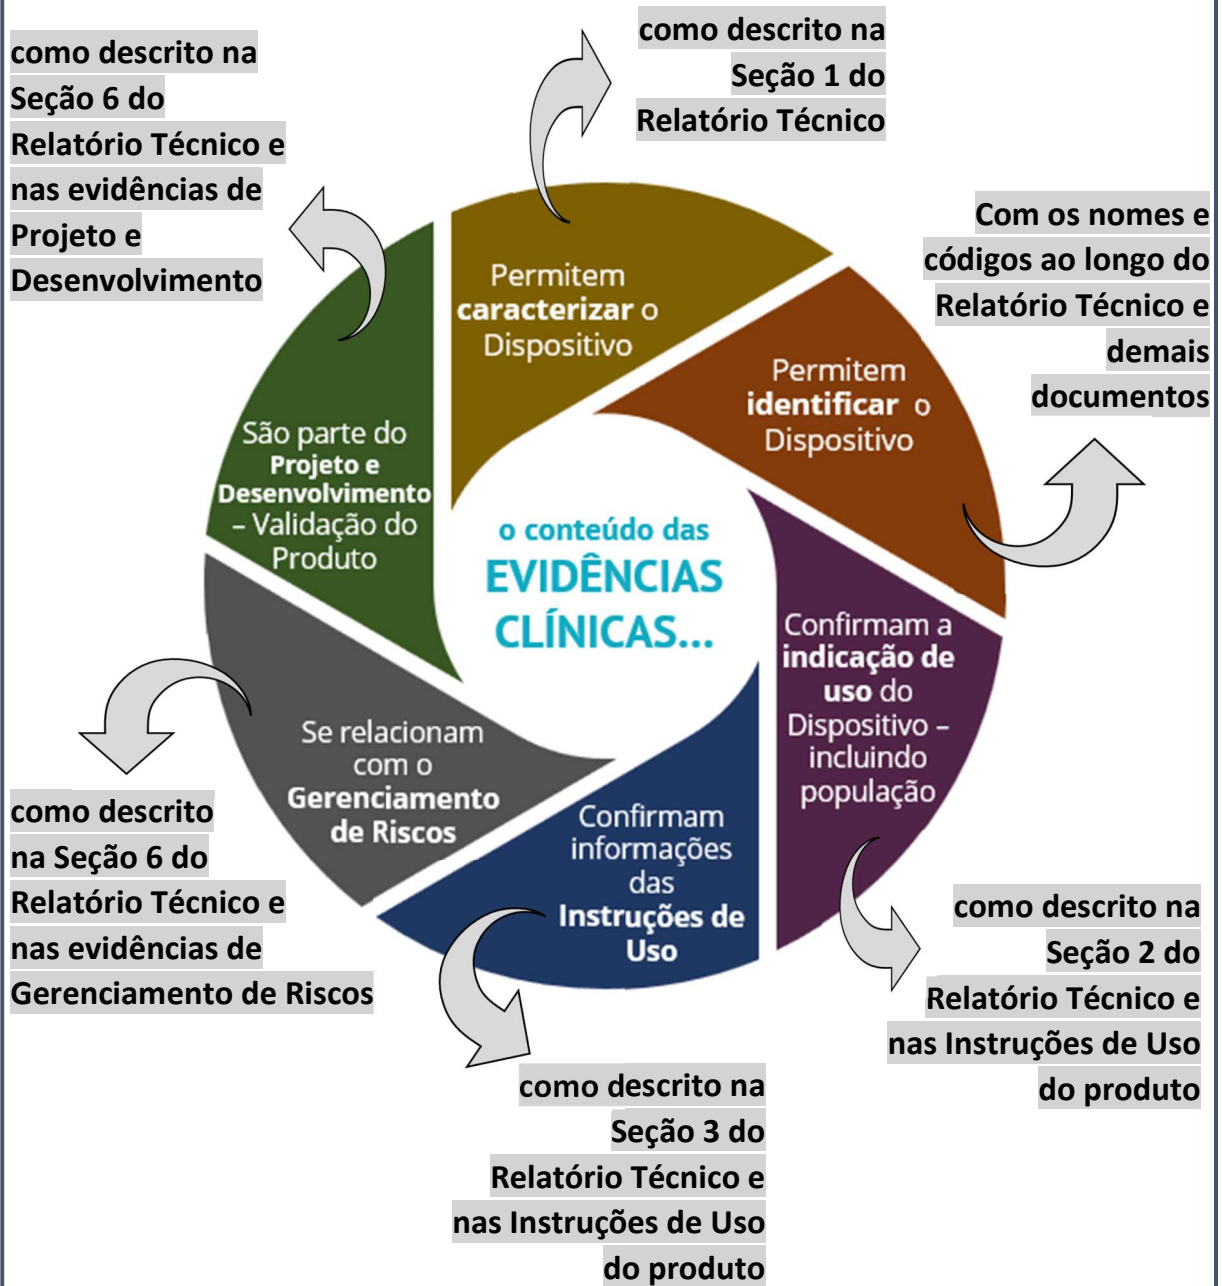 como descrito na
Seção 1 do
Relatório Técnico
como descrito na
Seção 6 do
Relatório Técnico e
nas evidências de
Projeto e
Desenvolvimento
Com os nomes e
códigos ao longo do
Relatório Técnico e
demais
documentos
Permitem
caracterizar o
Dispositivo
Permitem
identificar o
Dispositivo
São parte do
Projeto e
Desenvolvimento
– Validação do
Produto
o conteúdo das
EVIDÊNCIAS
CLÍNICAS...
Confirmam a
indicação de
uso do
Dispositivo –
incluindo
população
Se relacionam
com o
Gerenciamento
de Riscos
Confirmam
informações
das
Instruções de
Uso
como descrito
na Seção 6 do
Relatório Técnico e
nas evidências de
Gerenciamento de Riscos
como descrito na
Seção 2 do
Relatório Técnico e
nas Instruções de Uso
do produto
como descrito na
Seção 3 do
Relatório Técnico e
nas Instruções de Uso
do produto